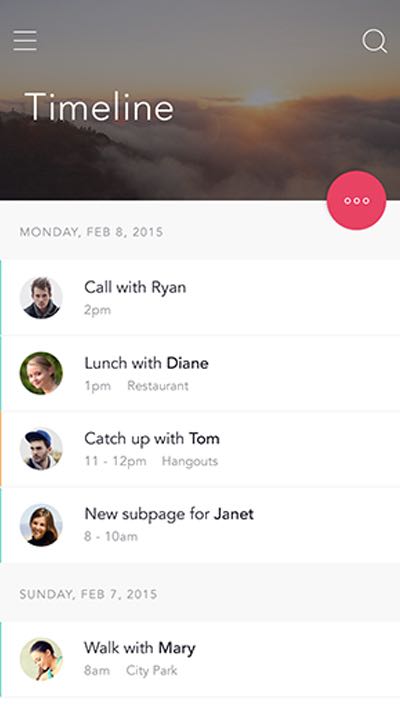 Timeline
MONDAY, FEB 8, 2015
Call with Ryan
2pm
Lunch with Diane
1pm Restaurant
Catch up with Tom
11 - 12pm Hangouts
New subpage for Janet
8 - 10am
SUNDAY, FEB 7, 2015
Walk with Mary
8am City Park